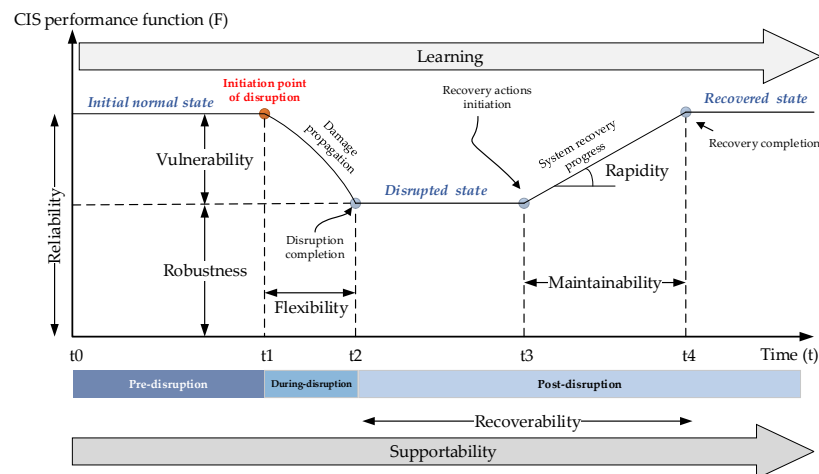 CIS performance function (F)
Learning
Initial normal state
Initiation point
of disruption
Recovery actions
initiation
Recovered state
Recovery completion
Damage
propagation
System recovery
progress
Vulnerability
Disrupted state
Rapidity
Reliability
Disruption
completion
Robustness
Flexibility
Maintainability
t0
t1
t2
t3
t4
Time (t)
Pre-disruption
During-disruption
Post-disruption
Recoverability
Supportability